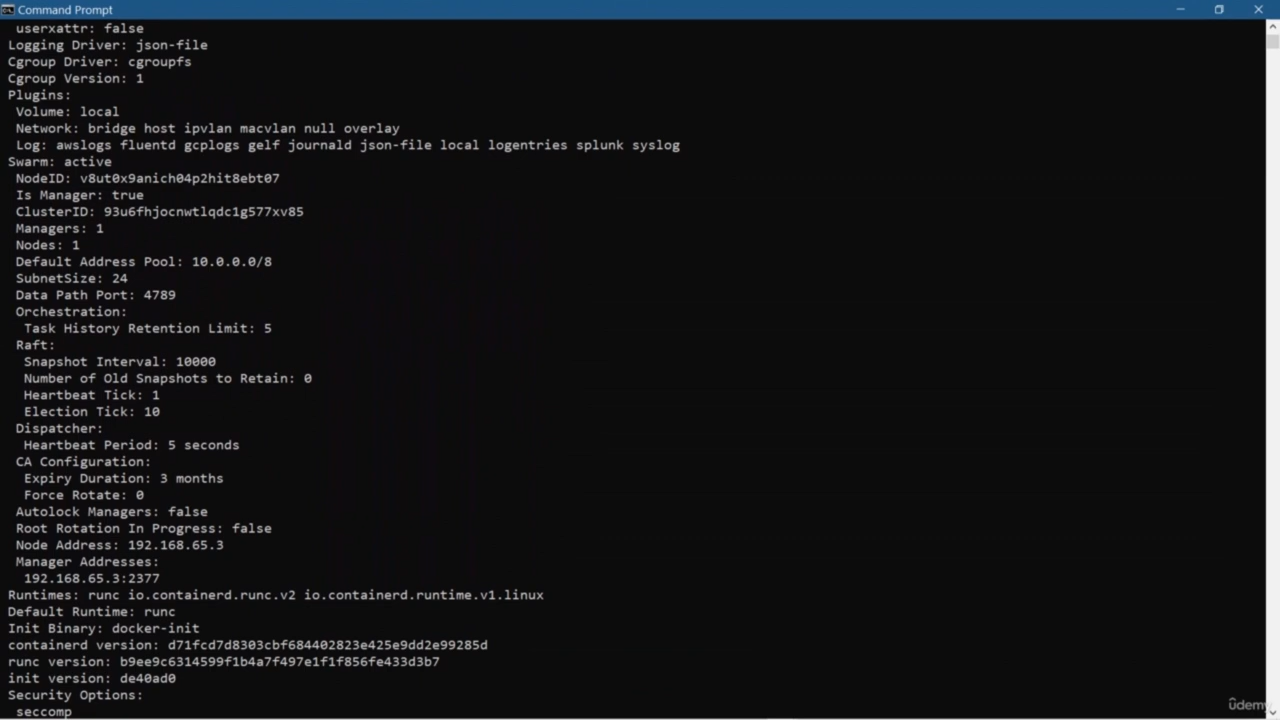 Command Prompt
userxattr: false
Logging Driver: json-file
Cgroup Driver: cgroupfs
Cgroup Version: 1
Plugins:
Volume: local
Network: bridge host ipvlan macvlan null overlay
Log: awslogs fluentd gcplogs gelf journald json-file local logentries splunk syslog
Swarm: active
NodeID: v8ut0x9anich04p2hit8ebt07
Is Manager: true
ClusterID: 93u6fhjocnwtlqdc1g577xv85
Managers: 1
Nodes: 1
Default Address Pool: 10.0.0.0/8
SubnetSize: 24
Data Path Port: 4789
Orchestration:
Task History Retention Limit: 5
Raft:
Snapshot Interval: 10000
Number of Old Snapshots to Retain: 0
Heartbeat Tick: 1
Election Tick: 10
Dispatcher:
Heartbeat Period: 5 seconds
CA Configuration:
Expiry Duration: 3 months
Force Rotate: 0
Autolock Managers: false
Root Rotation In Progress: false
Node Address: 192.168.65.3
Manager Addresses:
192.168.65.3:2377
Runtimes: runc io.containerd.runc.v2 io.containerd.runtime.v1.linux
Default Runtime: runc
Init Binary: docker-init
containerd version: d71fcd7d8303cbf684402823e425e9dd2e99285d
runc version: b9ee9c6314599f1b4a7f497e1f1f856fe433d3b7
init version: de40ad0
Security Options:
seccomp
udemy